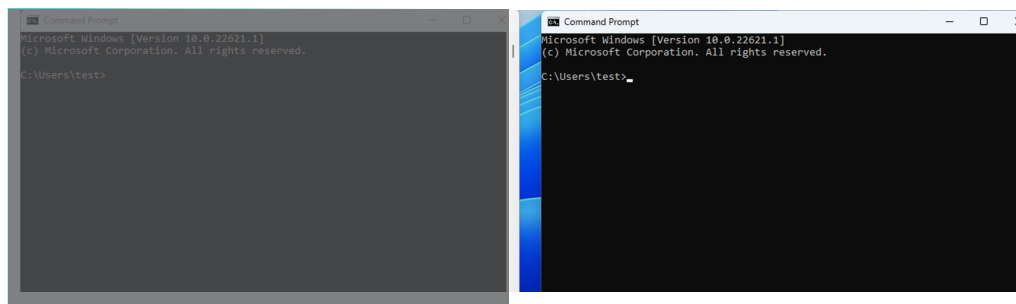 Command Prompt
Microsoft Windows [Version 10.0.22621.1]
(c) Microsoft Corporation. All rights reserved.
C:\Users\test>
Command Prompt
Microsoft Windows [Version 10.0.22621.1]
(c) Microsoft Corporation. All rights reserved.
C:\Users\test>